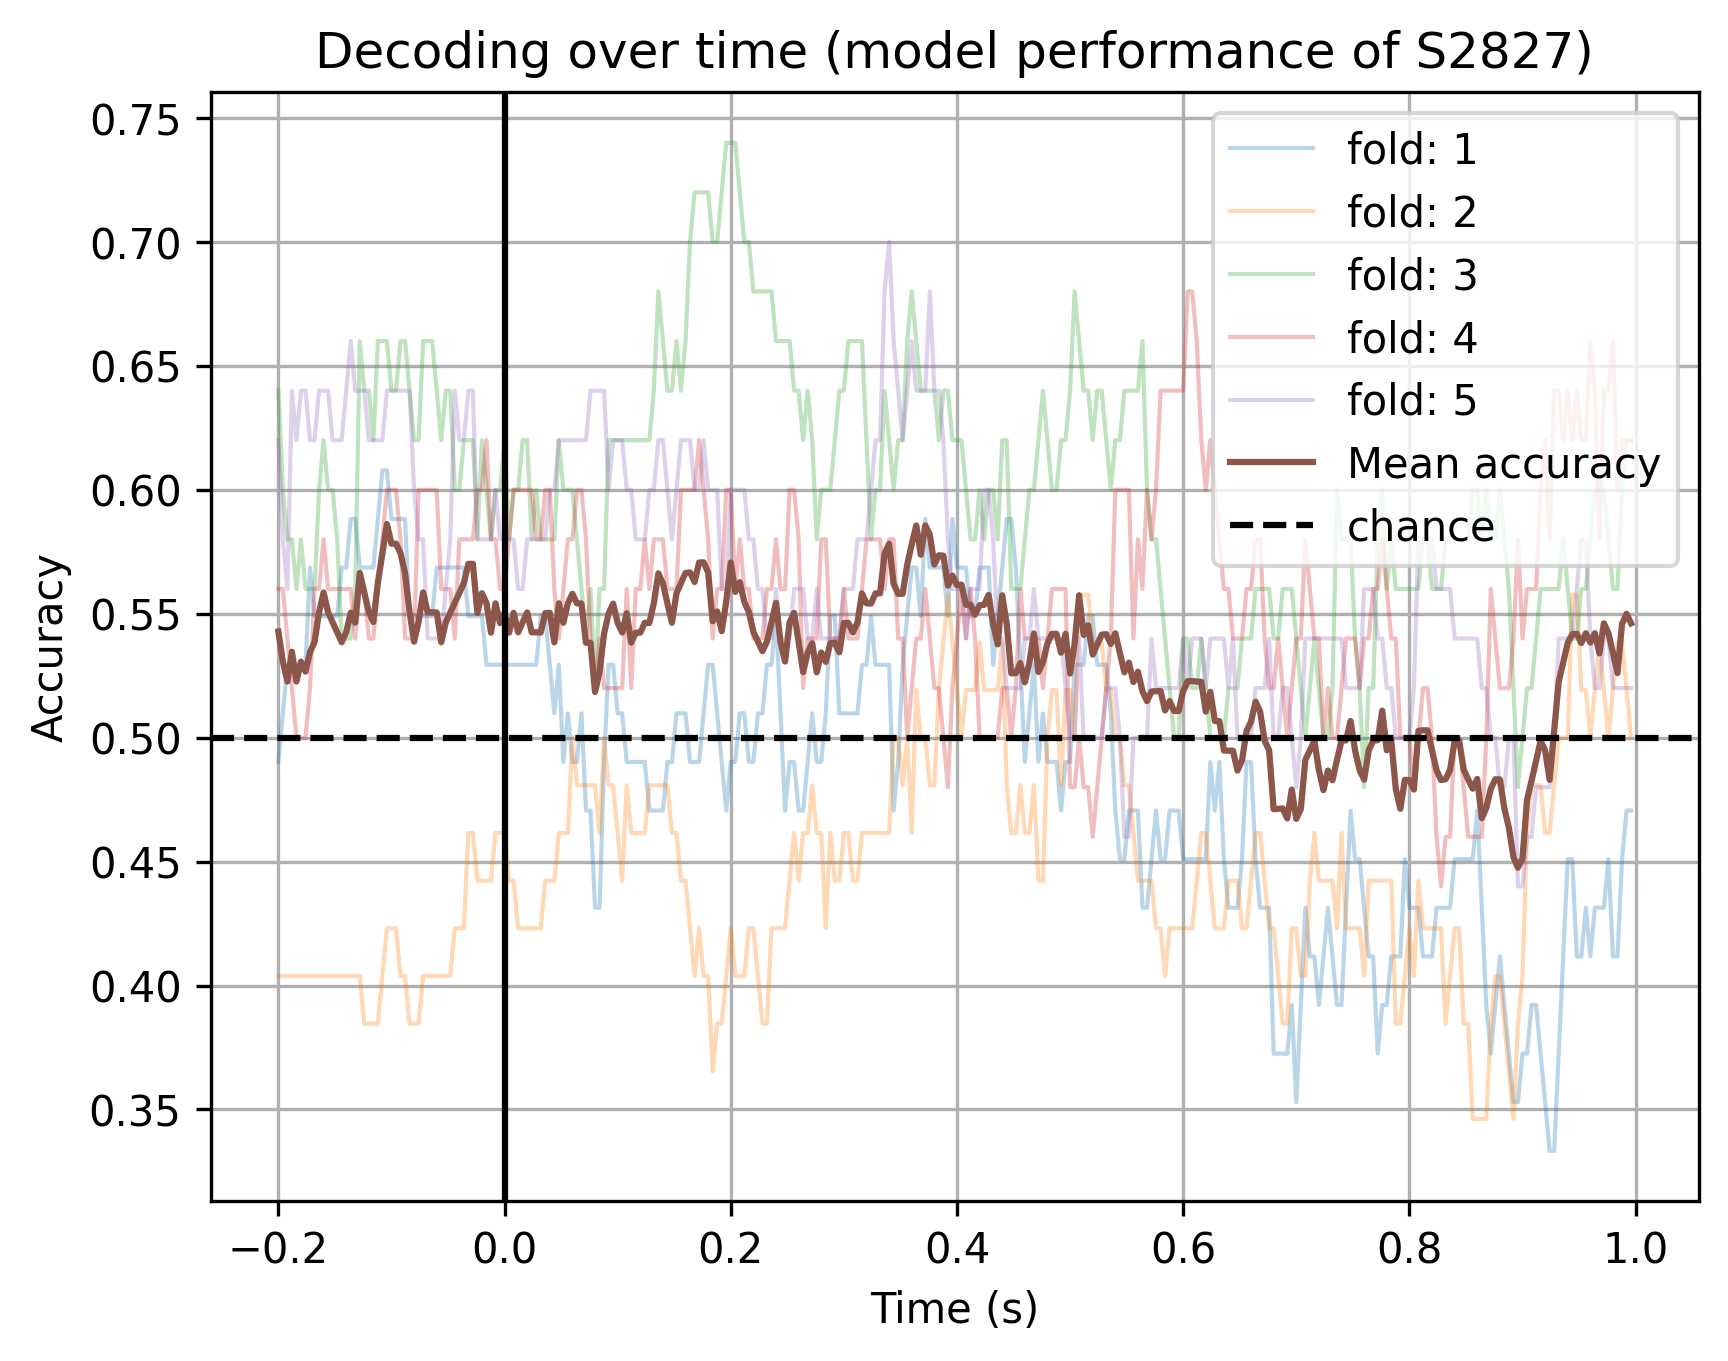 Decoding over time (model performance of S2827)
0.75
0.70
0.65
0.60
0.55
0.50
0.45
0.40
0.35
Accuracy
fold: 1
fold: 2
fold: 3
fold: 4
fold: 5
Mean accuracy
chance
−0.2 0.0 0.2 0.4 0.6 0.8 1.0
Time (s)